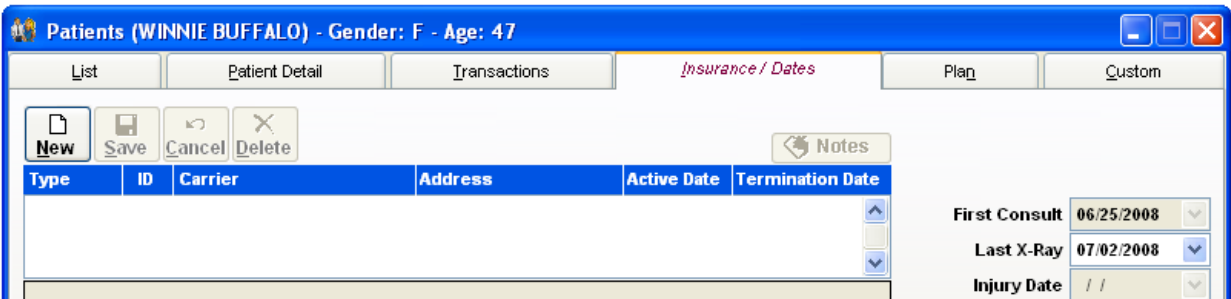 Patients (WINNIE BUFFALO) - Gender: F - Age: 47
List Patient Detail Transactions Insurance / Dates Plan Custom
New Save Cancel Delete
Notes
Type ID Carrier Address Active Date Termination Date
First Consult 06/25/2008
Last X-Ray 07/02/2008
Injury Date / /